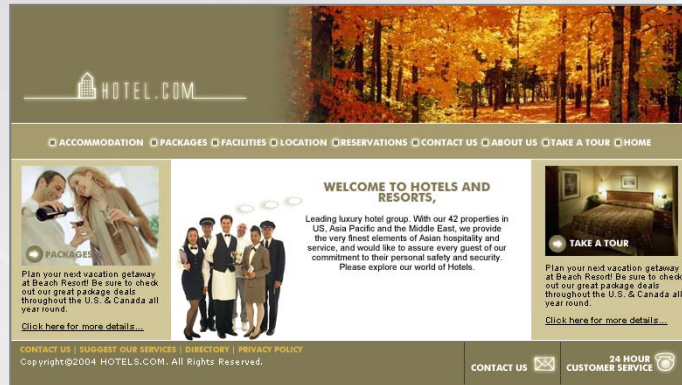 HOTEL.COM
ACCOMMODATION PACKAGES FACILITIES LOCATION RESERVATIONS CONTACT US ABOUT US TAKE A TOUR HOME
PACKAGES
Plan your next vacation getaway
at Beach Resort! Be sure to check
out our great package deals
throughout the U.S. & Canada all
year round.
Click here for more details...
WELCOME TO HOTELS AND
RESORTS,
Leading luxury hotel group. With our 42 properties in
US, Asia Pacific and the Middle East, we provide
the very finest elements of Asian hospitality and
service, and would like to assure every guest of our
commitment to their personal safety and security.
Please explore our world of Hotels.
TAKE A TOUR
Plan your next vacation getaway
at Beach Resort! Be sure to check
out our great package deals
throughout the U.S. & Canada all
year round.
Click here for more details...
CONTACT US | SUGGEST OUR SERVICES | DIRECTORY | PRIVACY POLICY
Copyright©2004 HOTELS.COM. All Rights Reserved.
CONTACT US
24 HOUR
CUSTOMER SERVICE